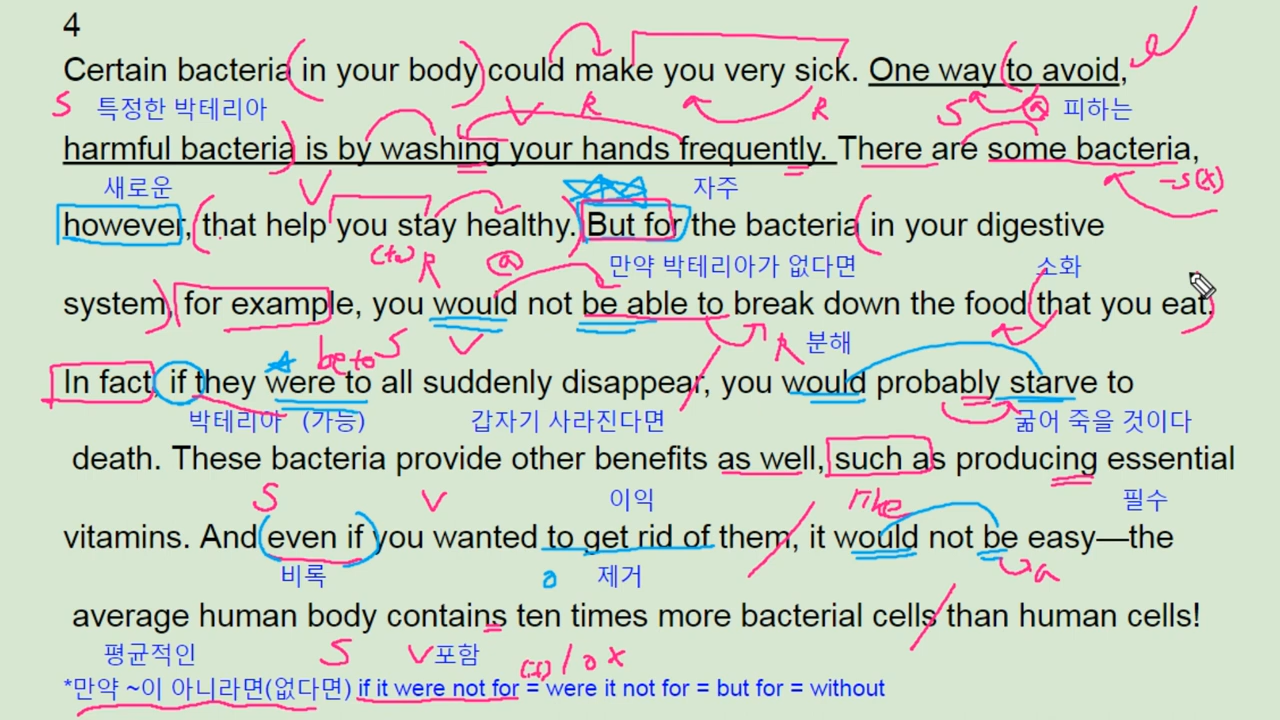 4
Certain bacteria in your body could make you very sick. One way to avoid,
S 특정한 박테리아 V R R S ⓐ 피하는
harmful bacteria is by washing your hands frequently. There are some bacteria,
새로운 V 자주 -s(x)
however, that help you stay healthy. But for the bacteria in your digestive
(to) R ⓐ 만약 박테리아가 없다면 소화
system, for example, you would not be able to break down the food that you eat.
be to S V R 분해
In fact, if they were to all suddenly disappear, you would probably starve to
박테리아 (가능) 갑자기 사라진다면 굶어 죽을 것이다
death. These bacteria provide other benefits as well, such as producing essential
S V 이익 like 필수
vitamins. And even if you wanted to get rid of them, it would not be easy—the
비록 o 제거 a
average human body contains ten times more bacterial cells than human cells!
평균적인 S V 포함
*만약 ~이 아니라면(없다면) if it were not for = were it not for = but for = without